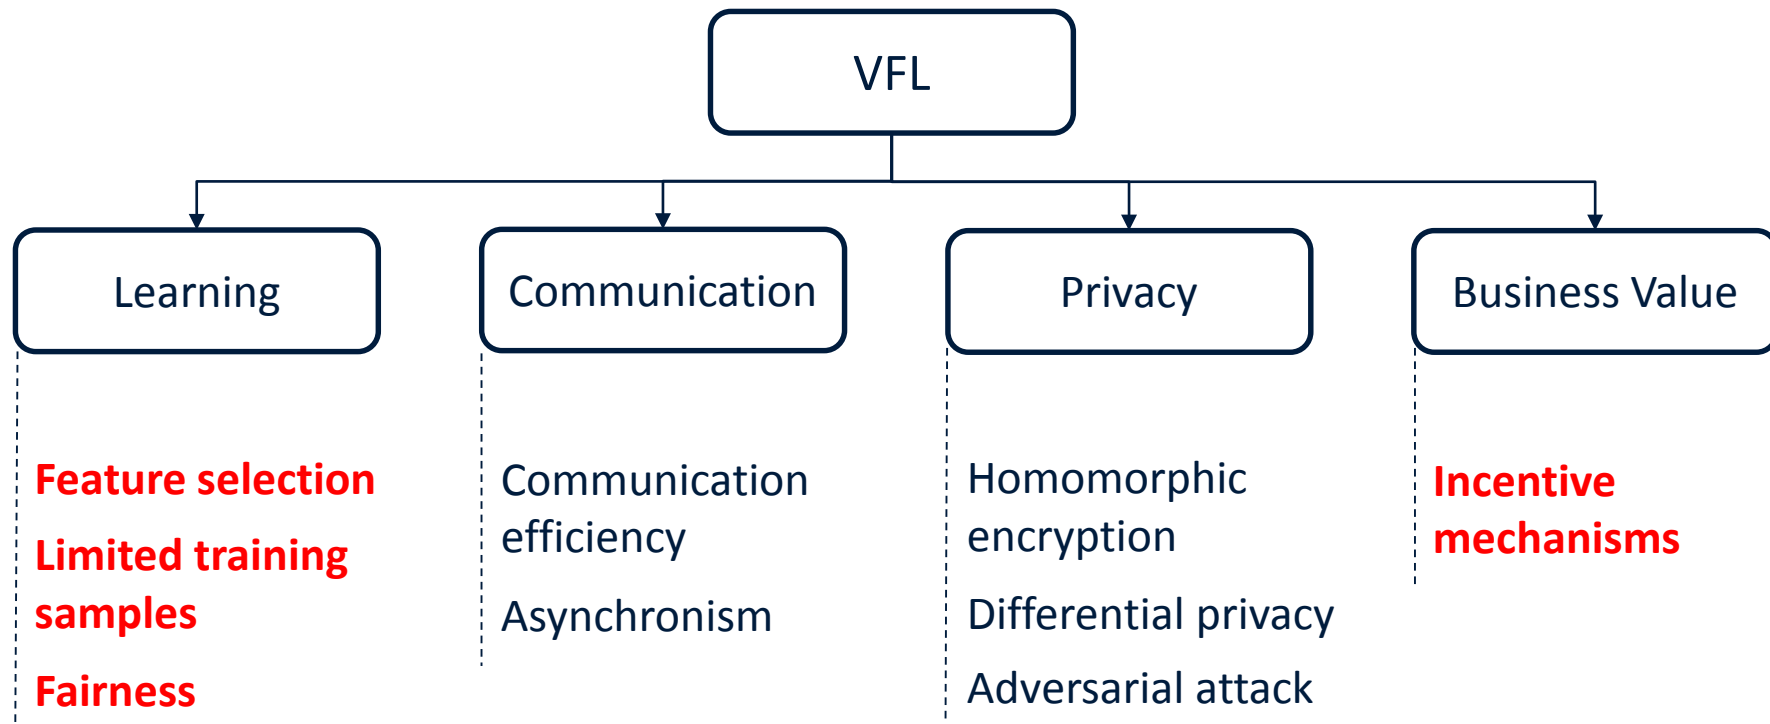 VFL
Learning
Communication
Privacy
Business Value
Feature selection
Limited training
samples
Fairness
Communication
efficiency
Asynchronism
Homomorphic
encryption
Differential privacy
Adversarial attack
Incentive
mechanisms